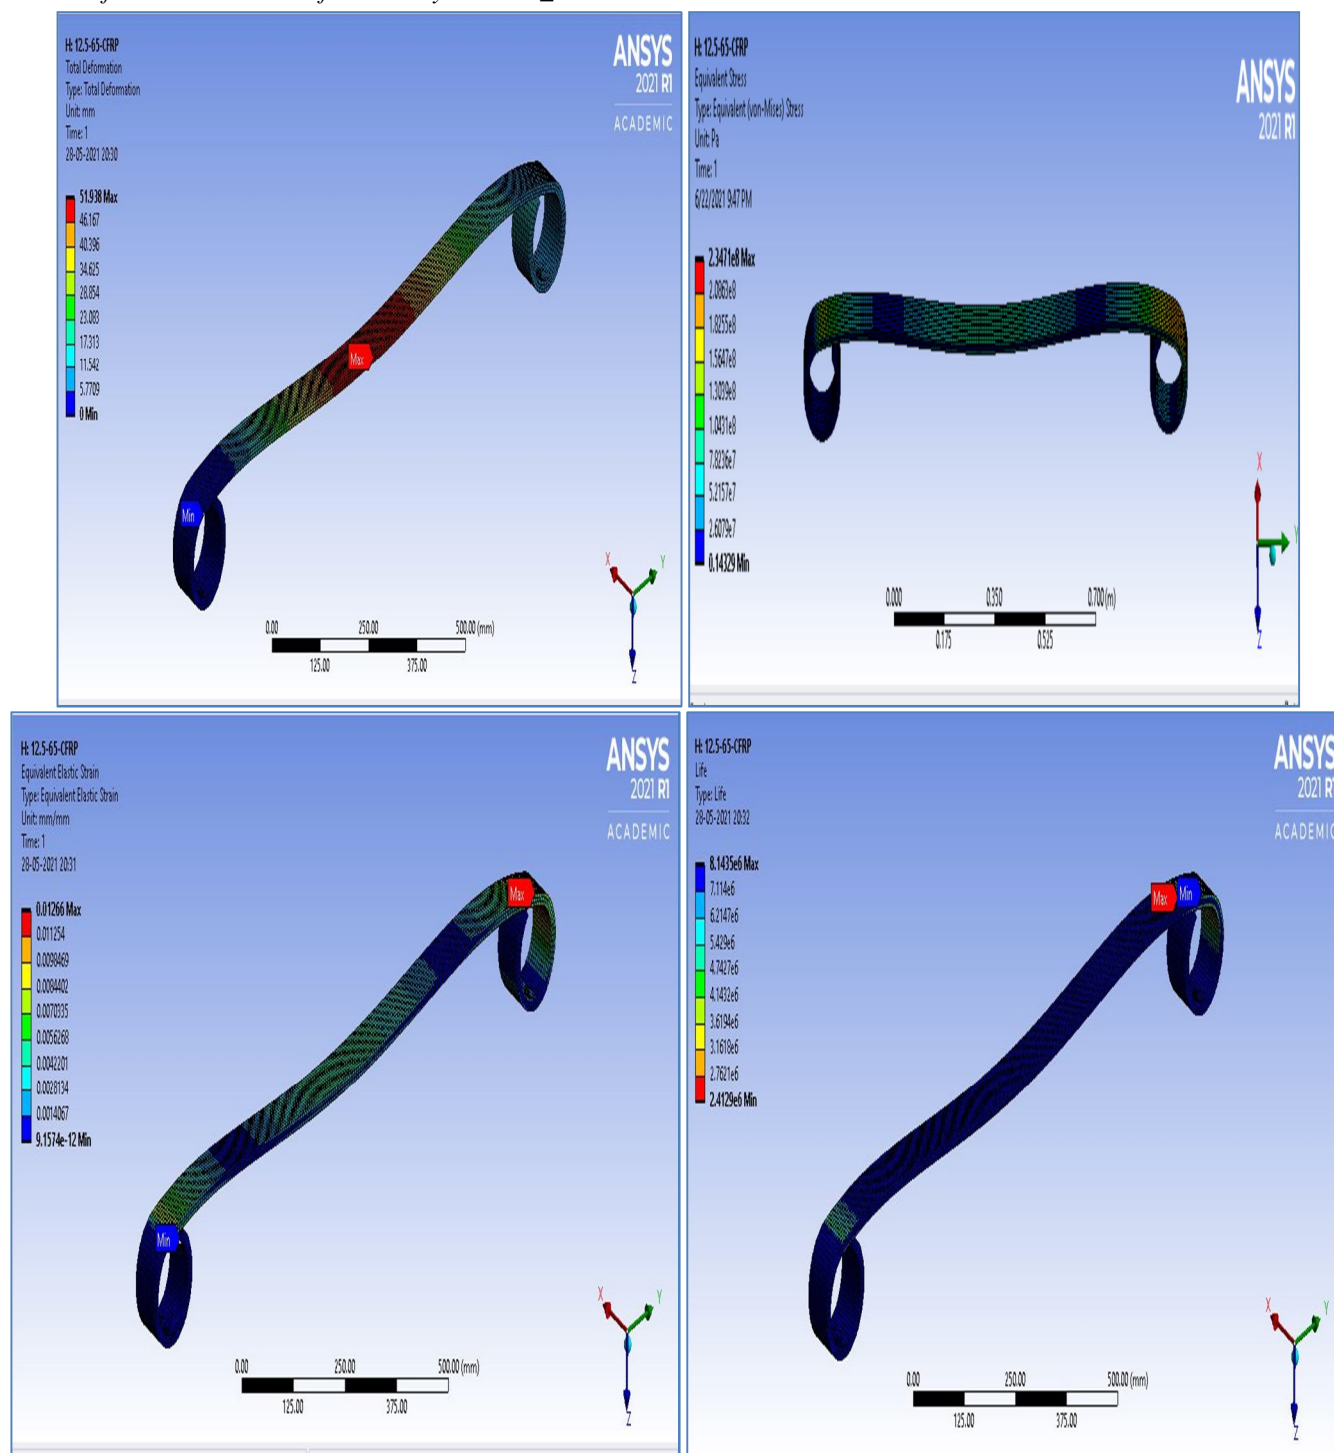 H: 12.5-65-CFRP
Total Deformation
Type: Total Deformation
Unit: mm
Time: 1
28-05-2021 20:30
51.938 Max
46.167
40.396
34.625
28.854
23.083
17.313
11.542
5.7709
0 Min
ANSYS
2021 R1
ACADEMIC
Max
Min
0.00 250.00 500.00 (mm)
125.00 375.00
X Y
Z
H: 12.5-65-CFRP
Equivalent Stress
Type: Equivalent (von-Mises) Stress
Unit: Pa
Time: 1
6/22/2021 9:47 PM
2.3471e8 Max
2.0863e8
1.8255e8
1.5647e8
1.3039e8
1.0431e8
7.8236e7
5.2157e7
2.6079e7
0.14329 Min
ANSYS
2021 R1
0.000 0.350 0.700 (m)
0.175 0.525
X
Y
Z
H: 12.5-65-CFRP
Equivalent Elastic Strain
Type: Equivalent Elastic Strain
Unit: mm/mm
Time: 1
28-05-2021 20:31
0.01266 Max
0.011254
0.0098469
0.0084402
0.0070335
0.0056268
0.0042201
0.0028134
0.0014067
9.1574e-12 Min
ANSYS
2021 R1
ACADEMIC
Max
Min
0.00 250.00 500.00 (mm)
125.00 375.00
X Y
Z
H: 12.5-65-CFRP
Life
Type: Life
28-05-2021 20:32
8.1435e6 Max
7.114e6
6.2147e6
5.429e6
4.7427e6
4.1432e6
3.6194e6
3.1618e6
2.7621e6
2.4129e6 Min
ANSYS
2021 R1
ACADEMIC
Max Min
0.00 250.00 500.00 (mm)
125.00 375.00
X Y
Z